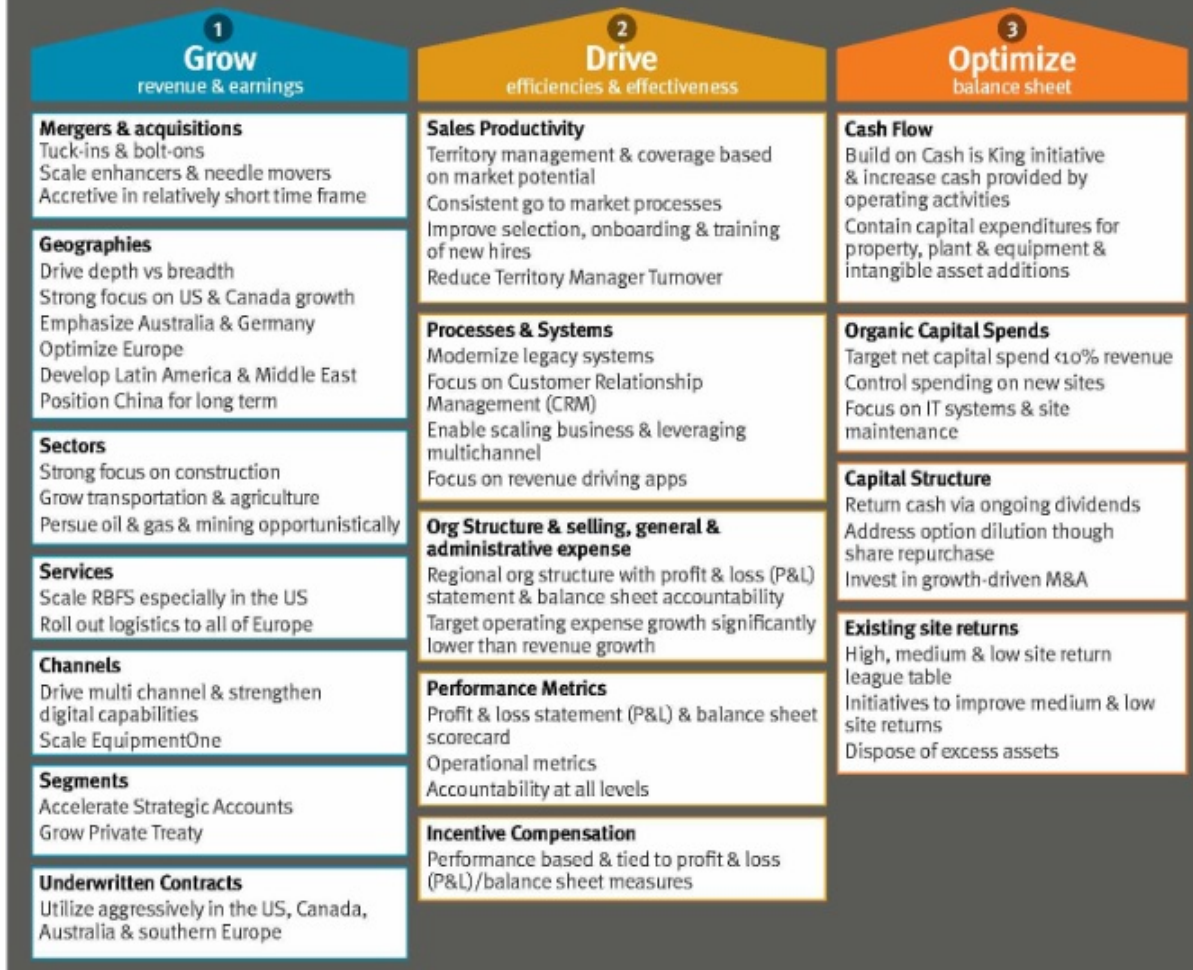 1
Grow
revenue & earnings
Mergers & acquisitions
Tuck-ins & bolt-ons
Scale enhancers & needle movers
Accretive in relatively short time frame
Geographies
Drive depth vs breadth
Strong focus on US & Canada growth
Emphasize Australia & Germany
Optimize Europe
Develop Latin America & Middle East
Position China for long term
Sectors
Strong focus on construction
Grow transportation & agriculture
Persue oil & gas & mining opportunistically
Services
Scale RBFS especially in the US
Roll out logistics to all of Europe
Channels
Drive multi channel & strengthen
digital capabilities
Scale EquipmentOne
Segments
Accelerate Strategic Accounts
Grow Private Treaty
Underwritten Contracts
Utilize aggressively in the US, Canada,
Australia & southern Europe
2
Drive
efficiencies & effectiveness
Sales Productivity
Territory management & coverage based
on market potential
Consistent go to market processes
Improve selection, onboarding & training
of new hires
Reduce Territory Manager Turnover
Processes & Systems
Modernize legacy systems
Focus on Customer Relationship
Management (CRM)
Enable scaling business & leveraging
multichannel
Focus on revenue driving apps
Org Structure & selling, general &
administrative expense
Regional org structure with profit & loss (P&L)
statement & balance sheet accountability
Target operating expense growth significantly
lower than revenue growth
Performance Metrics
Profit & loss statement (P&L) & balance sheet
scorecard
Operational metrics
Accountability at all levels
Incentive Compensation
Performance based & tied to profit & loss
(P&L)/balance sheet measures
3
Optimize
balance sheet
Cash Flow
Build on Cash is King initiative
& increase cash provided by
operating activities
Contain capital expenditures for
property, plant & equipment &
intangible asset additions
Organic Capital Spends
Target net capital spend <10% revenue
Control spending on new sites
Focus on IT systems & site
maintenance
Capital Structure
Return cash via ongoing dividends
Address option dilution though
share repurchase
Invest in growth-driven M&A
Existing site returns
High, medium & low site return
league table
Initiatives to improve medium & low
site returns
Dispose of excess assets